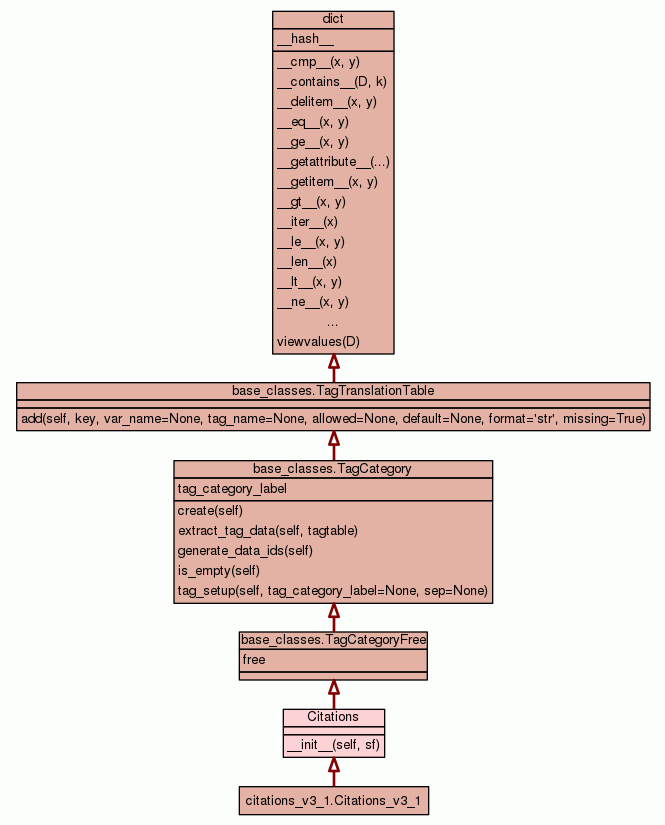 dict
__hash__
__cmp__(x, y)
__contains__(D, k)
__delitem__(x, y)
__eq__(x, y)
__ge__(x, y)
__getattribute__(...)
__getitem__(x, y)
__gt__(x, y)
__iter__(x)
__le__(x, y)
__len__(x)
__lt__(x, y)
__ne__(x, y)
...
viewvalues(D)
base_classes.TagTranslationTable
add(self, key, var_name=None, tag_name=None, allowed=None, default=None, format='str', missing=True)
base_classes.TagCategory
tag_category_label
create(self)
extract_tag_data(self, tagtable)
generate_data_ids(self)
is_empty(self)
tag_setup(self, tag_category_label=None, sep=None)
base_classes.TagCategoryFree
free
Citations
__init__(self, sf)
citations_v3_1.Citations_v3_1